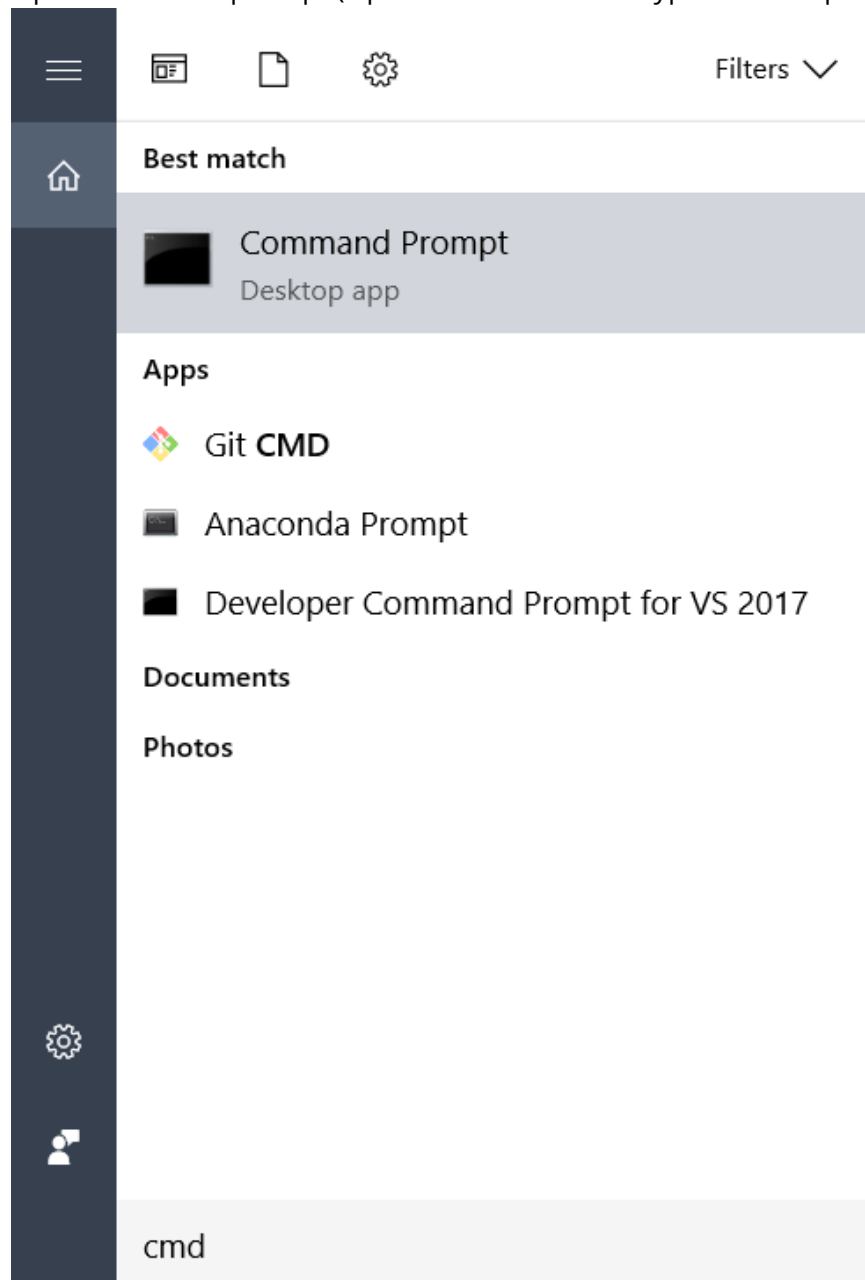 Filters
Best match
Command Prompt
Desktop app
Apps
Git CMD
Anaconda Prompt
Developer Command Prompt for VS 2017
Documents
Photos
cmd